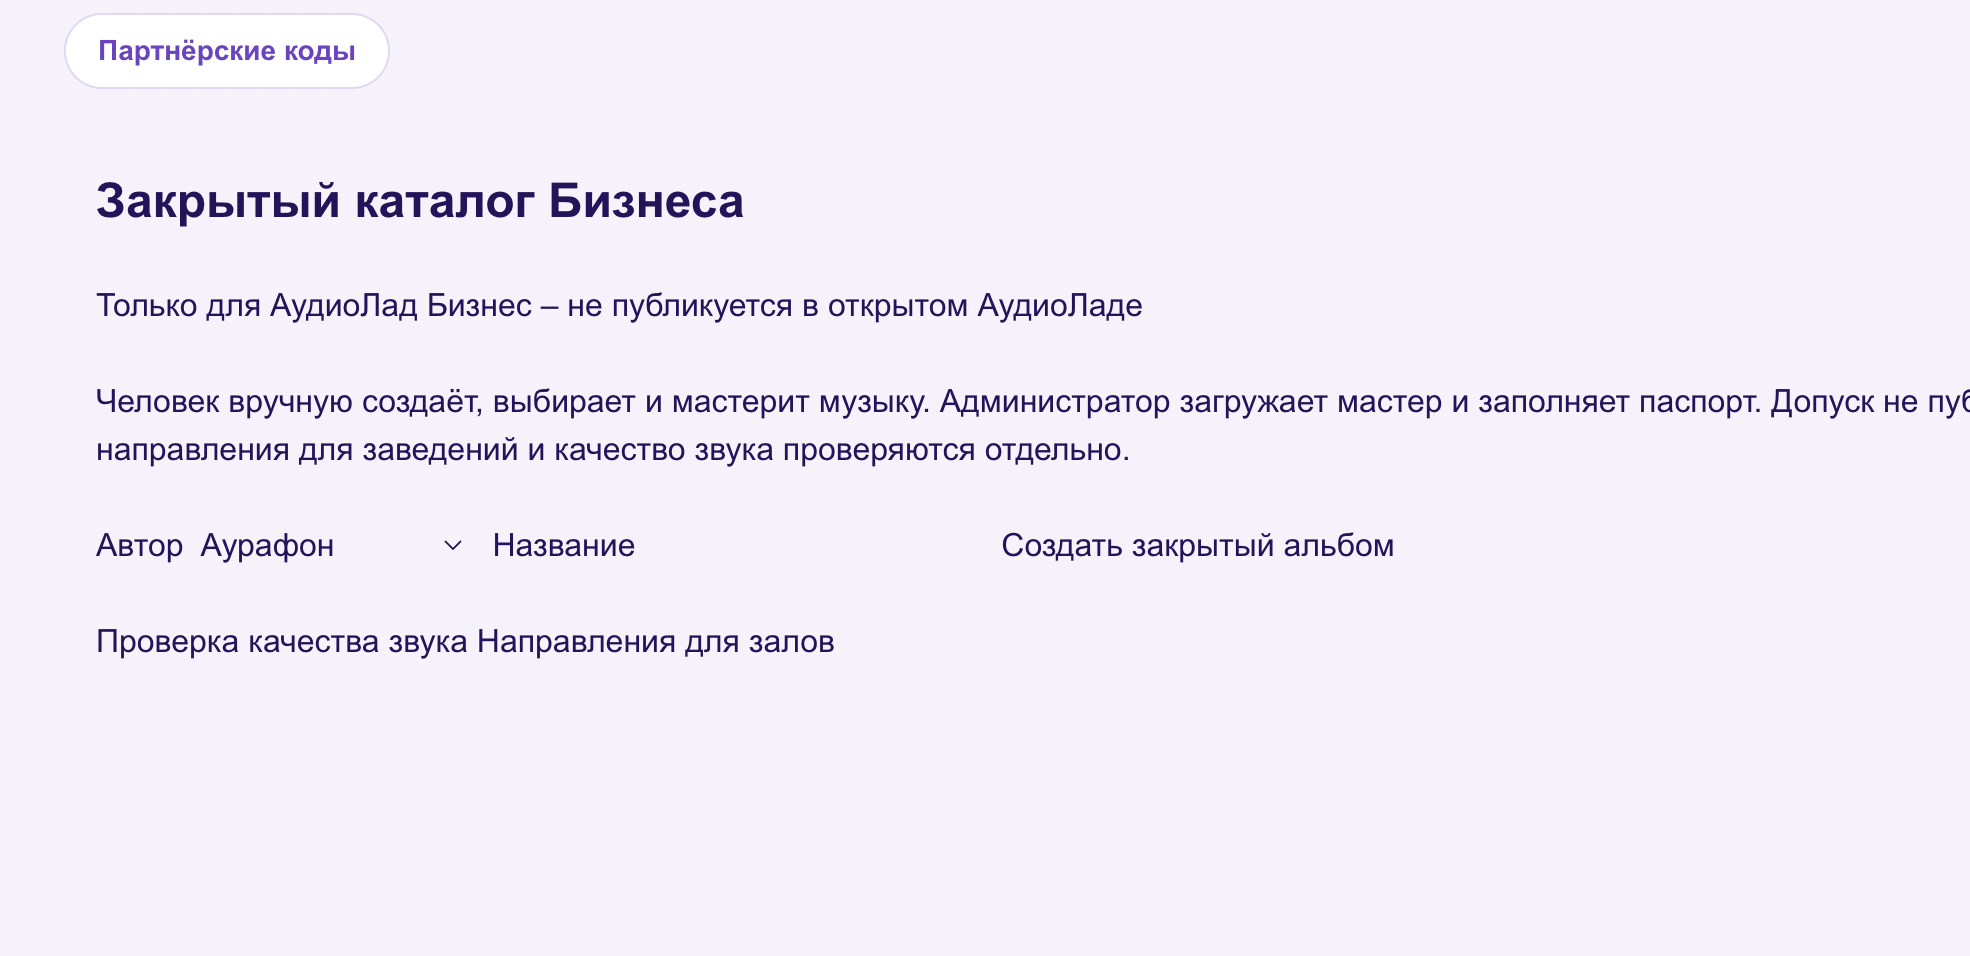 Партнёрские коды
Закрытый каталог Бизнеса
Только для АудиоЛад Бизнес – не публикуется в открытом АудиоЛаде
Человек вручную создаёт, выбирает и мастерит музыку. Администратор загружает мастер и заполняет паспорт. Допуск не
направления для заведений и качество звука проверяются отдельно.
Автор Аурафон Название Создать закрытый альбом
Проверка качества звука Направления для залов